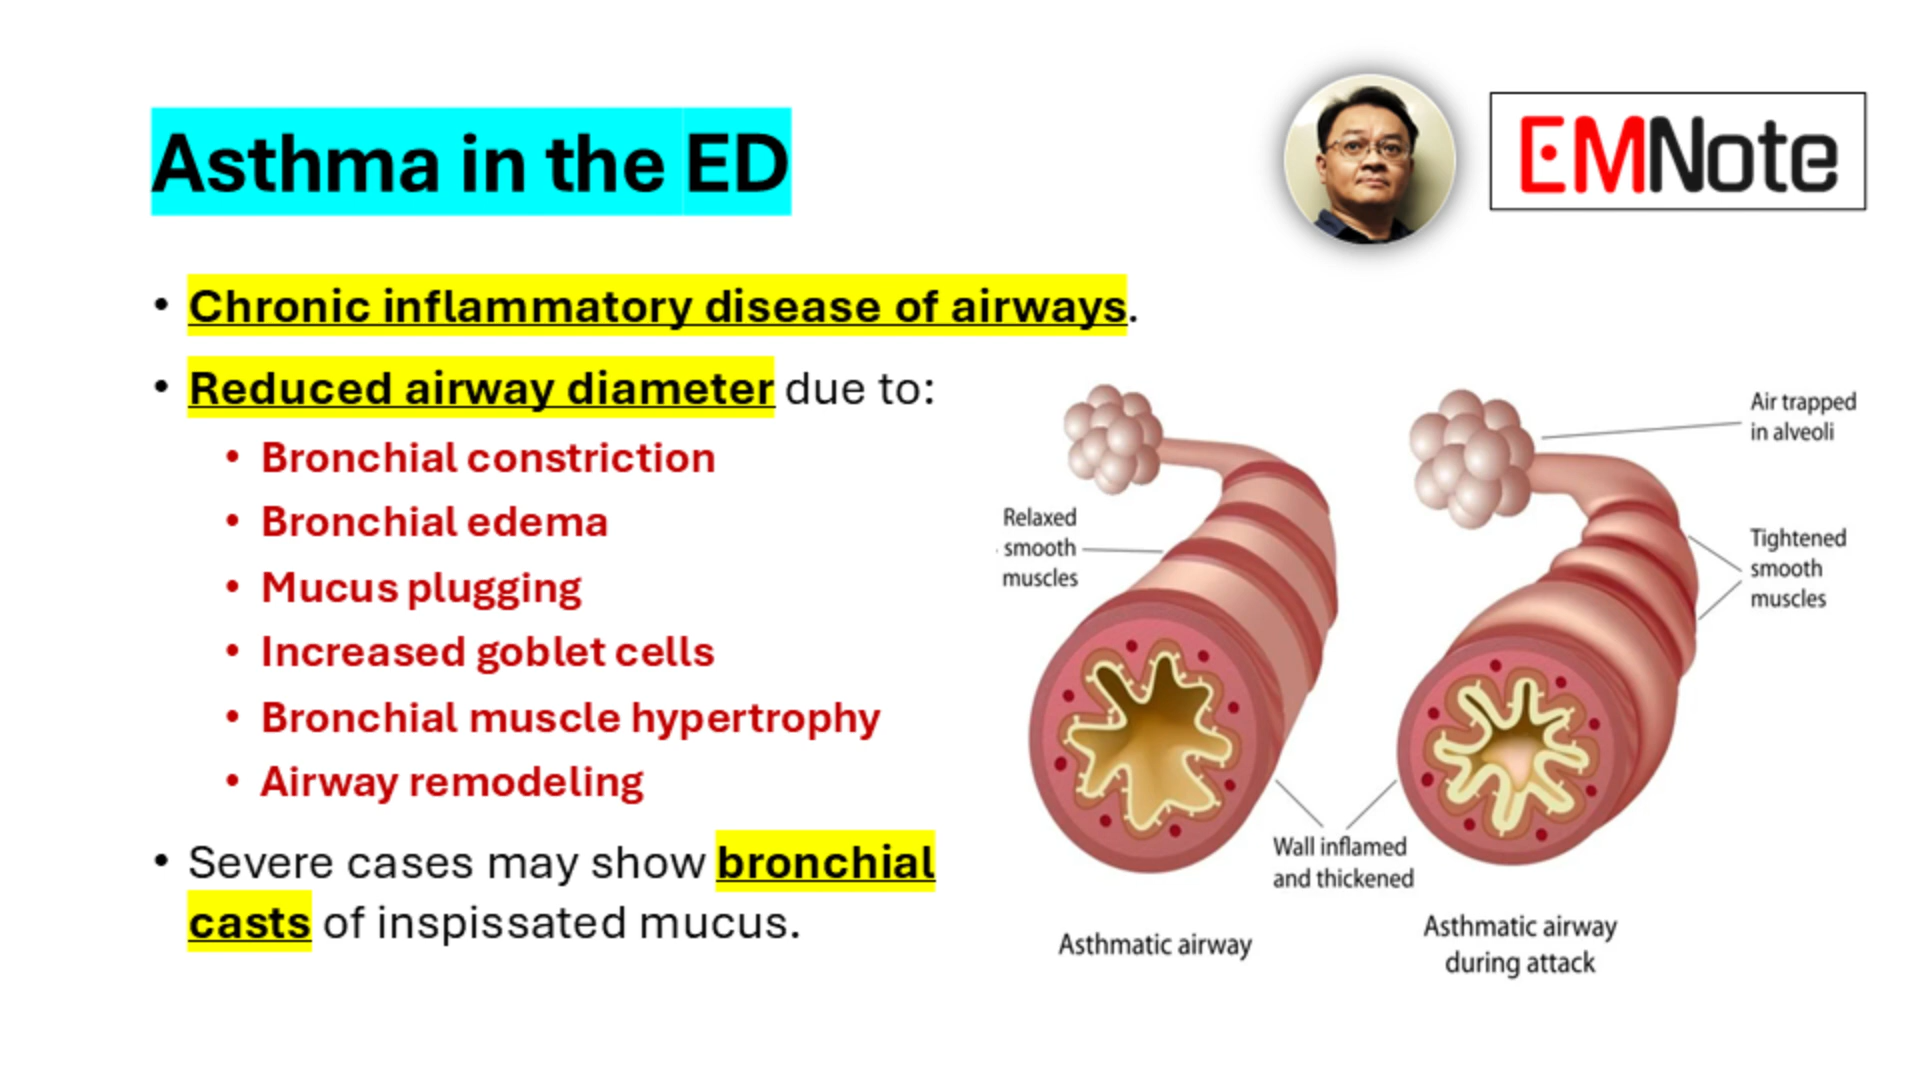 Asthma in the ED
EMNote
• Chronic inflammatory disease of airways.
• Reduced airway diameter due to:
• Bronchial constriction
• Bronchial edema
• Mucus plugging
• Increased goblet cells
• Bronchial muscle hypertrophy
• Airway remodeling
• Severe cases may show bronchial
casts of inspissated mucus.
Air trapped
in alveoli
Relaxed
smooth
muscles
Tightened
smooth
muscles
Wall inflamed
and thickened
Asthmatic airway
Asthmatic airway
during attack